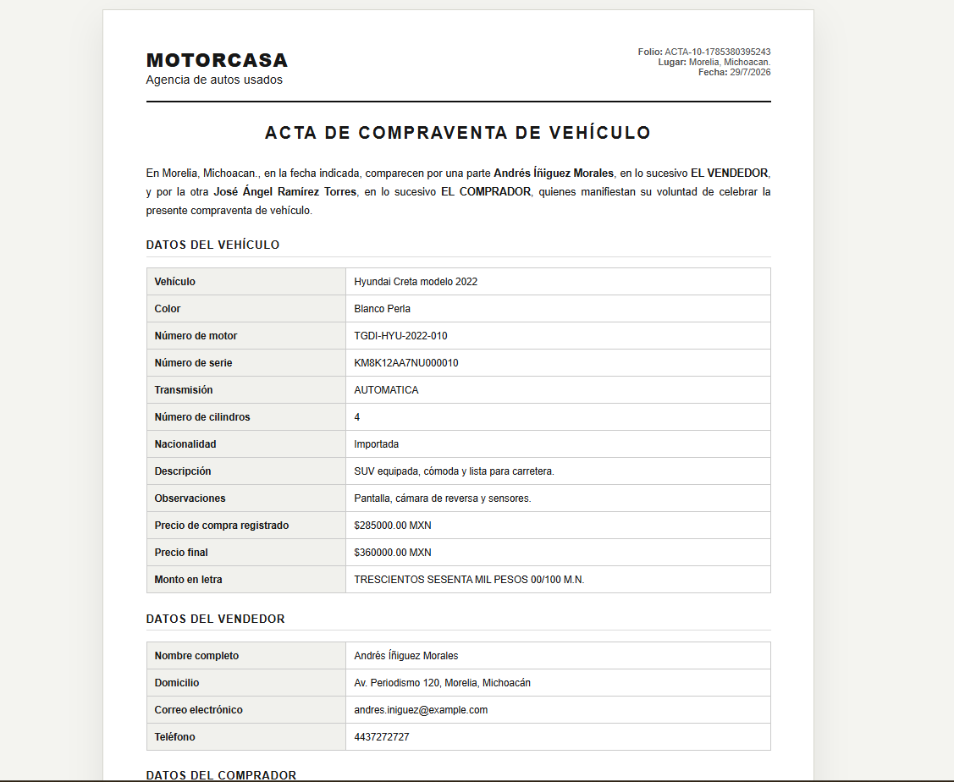 MOTORCASA
Agencia de autos usados
Folio: ACTA-10-1785380395243
Lugar: Morelia, Michoacan.
Fecha: 29/7/2026
ACTA DE COMPRAVENTA DE VEHÍCULO
En Morelia, Michoacan., en la fecha indicada, comparecen por una parte Andrés Íñiguez Morales, en lo sucesivo EL VENDEDOR,
y por la otra José Ángel Ramírez Torres, en lo sucesivo EL COMPRADOR, quienes manifiestan su voluntad de celebrar la
presente compraventa de vehículo.
DATOS DEL VEHÍCULO
Vehículo Hyundai Creta modelo 2022
Color Blanco Perla
Número de motor TGDI-HYU-2022-010
Número de serie KM8K12AA7NU000010
Transmisión AUTOMATICA
Número de cilindros 4
Nacionalidad Importada
Descripción SUV equipada, cómoda y lista para carretera.
Observaciones Pantalla, cámara de reversa y sensores.
Precio de compra registrado $285000.00 MXN
Precio final $360000.00 MXN
Monto en letra TRESCIENTOS SESENTA MIL PESOS 00/100 M.N.
DATOS DEL VENDEDOR
Nombre completo Andrés Íñiguez Morales
Domicilio Av. Periodismo 120, Morelia, Michoacán
Correo electrónico andres.iniguez@example.com
Teléfono 4437272727
DATOS DEL COMPRADOR